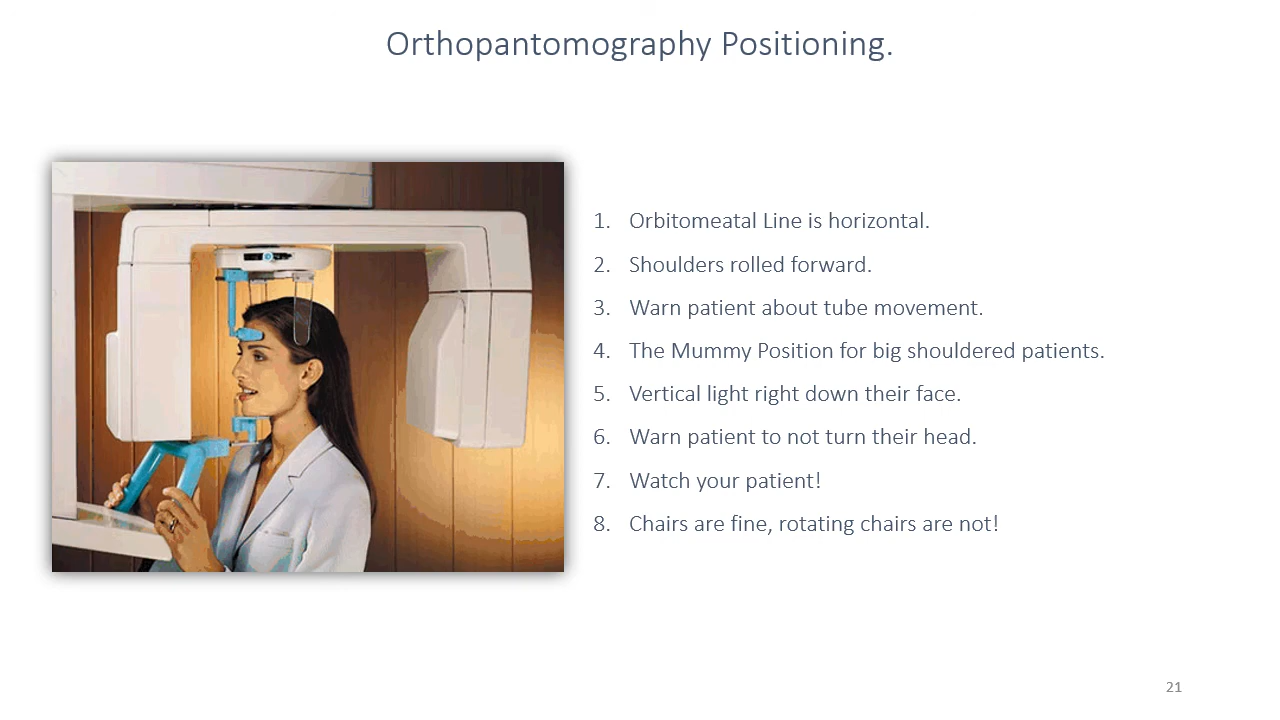 Orthopantomography Positioning.
1. Orbitomeatal Line is horizontal.
2. Shoulders rolled forward.
3. Warn patient about tube movement.
4. The Mummy Position for big shouldered patients.
5. Vertical light right down their face.
6. Warn patient to not turn their head.
7. Watch your patient!
8. Chairs are fine, rotating chairs are not!
21